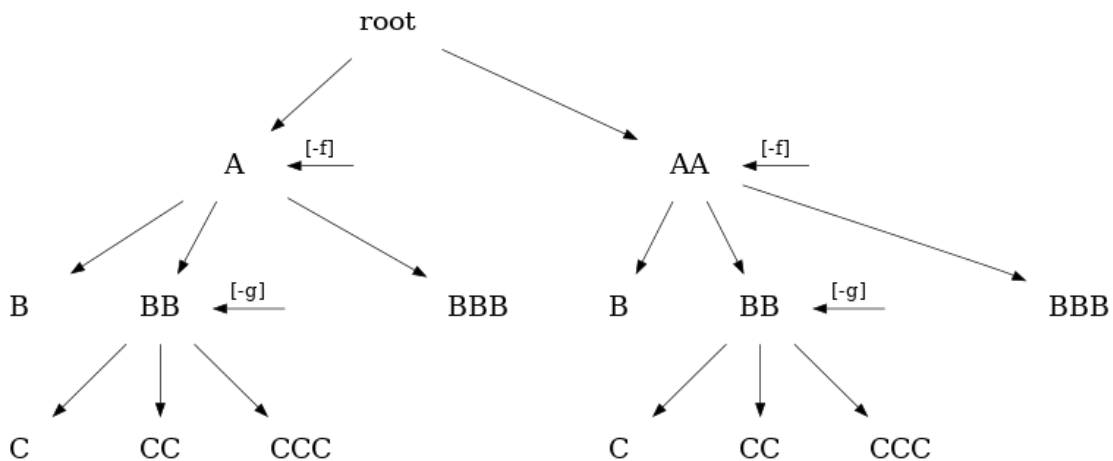 root
A [-f] AA [-f]
B BB [-g] BBB B BB [-g] BBB
C CC CCC C CC CCC